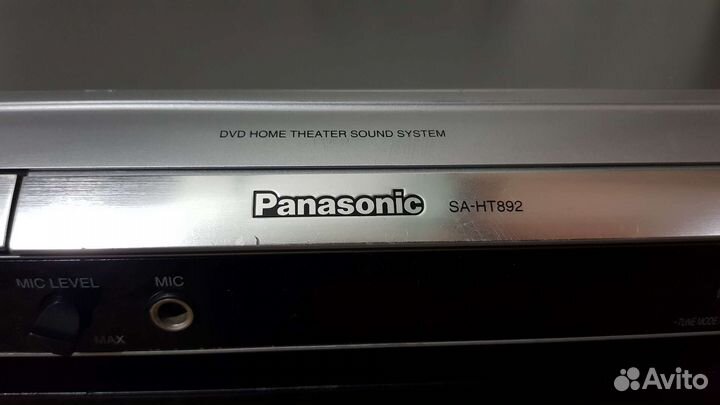 DVD HOME THEATER SOUND SYSTEM
Panasonic SA-HT892
MIC LEVEL MIC
MAX
-TUNE MODE
Avito